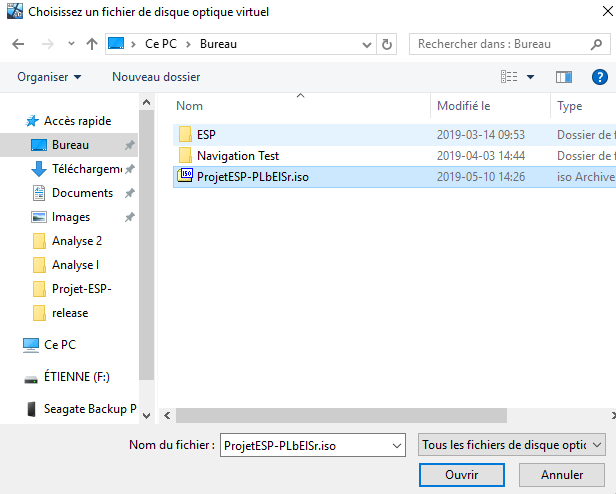 Choisissez un fichier de disque optique virtuel
Ce PC > Bureau
Rechercher dans : Bureau
Organiser Nouveau dossier
Nom Modifié le Type
Accès rapide
Bureau
Téléchargem
Documents
Images
Analyse 2
Analyse I
Projet-ESP-
release
Ce PC
ÉTIENNE (F:)
Seagate Backup P
ESP 2019-03-14 09:53 Dossier de f
Navigation Test 2019-04-03 14:44 Dossier de f
ISO ProjetESP-PLbEISr.iso 2019-05-10 14:26 iso Archive
Nom du fichier : ProjetESP-PLbEISr.iso Tous les fichiers de disque optic
Ouvrir Annuler